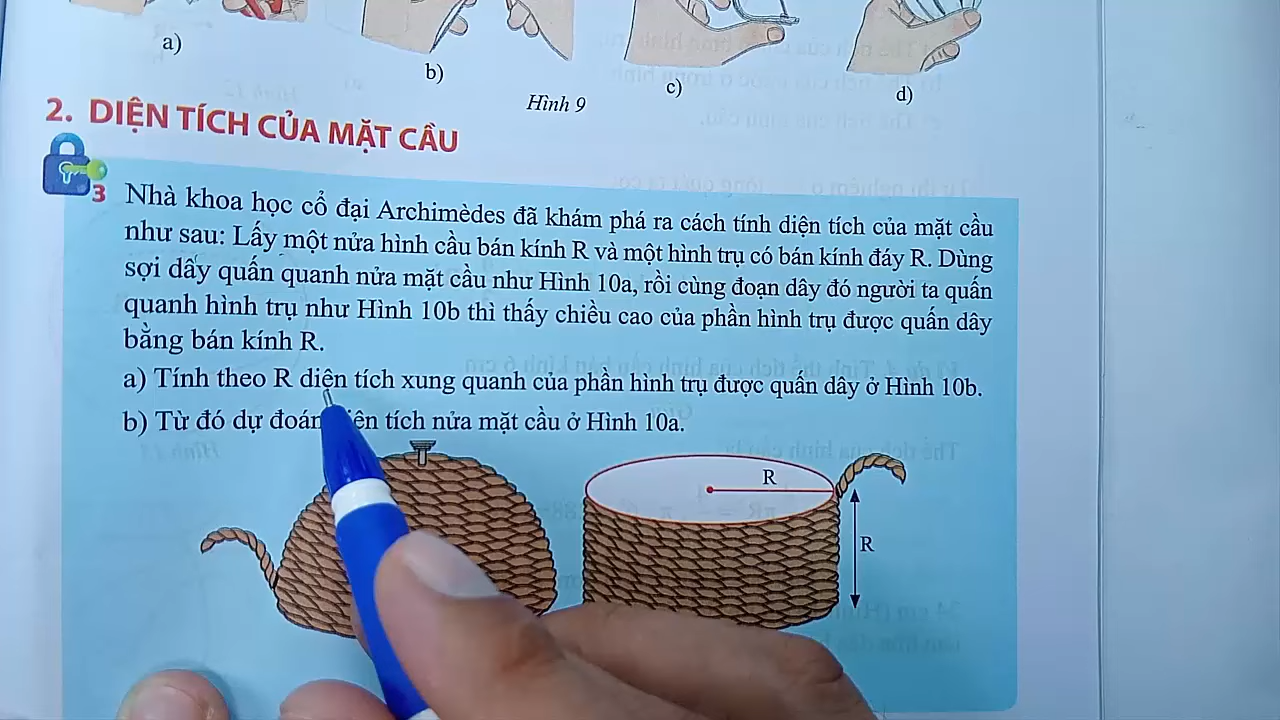 a)
b)
Hình 9
c)
d)
2. DIỆN TÍCH CỦA MẶT CẦU
3 Nhà khoa học cổ đại Archimèdes đã khám phá ra cách tính diện tích của mặt cầu
như sau: Lấy một nửa hình cầu bán kính R và một hình trụ có bán kính đáy R. Dùng
sợi dây quấn quanh nửa mặt cầu như Hình 10a, rồi cùng đoạn dây đó người ta quấn
quanh hình trụ như Hình 10b thì thấy chiều cao của phần hình trụ được quấn dây
bằng bán kính R.
a) Tính theo R diện tích xung quanh của phần hình trụ được quấn dây ở Hình 10b.
b) Từ đó dự đoán diện tích nửa mặt cầu ở Hình 10a.
R
R